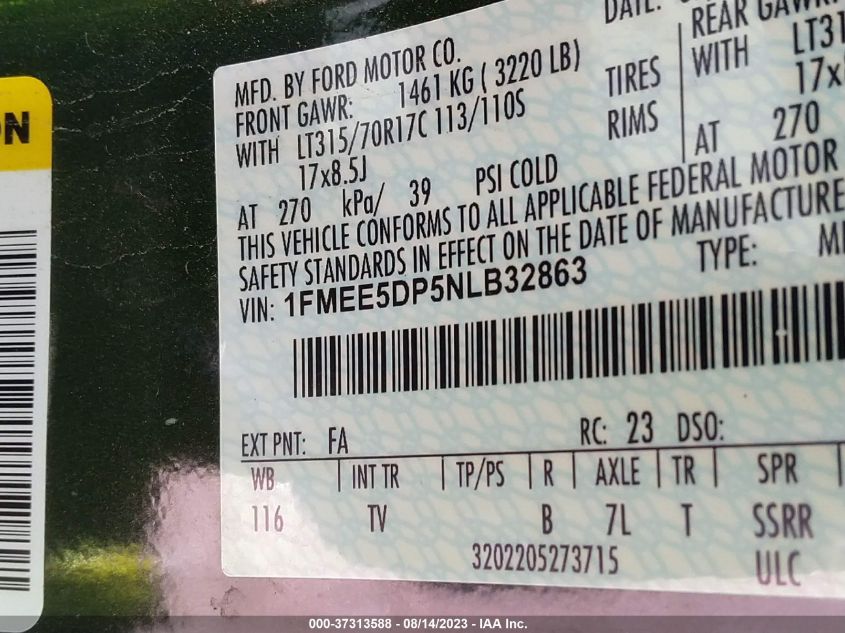 ON
DATE:
MFD. BY FORD MOTOR CO.
FRONT GAWR: 1461 KG ( 3220 LB)
WITH LT315/70R17C 113/110S TIRES
17x8.5J RIMS
AT 270 kPa/ 39 PSI COLD
REAR GAWR:
WITH LT31
17x8
AT 270
THIS VEHICLE CONFORMS TO ALL APPLICABLE FEDERAL MOTOR
SAFETY STANDARDS IN EFFECT ON THE DATE OF MANUFACTURE
VIN: 1FMEE5DP5NLB32863 TYPE:
EXT PNT: FA RC: 23 DSO:
WB INT TR TP/PS R AXLE TR SPR
116 TV B 7L T SSRR
3202205273715 ULC
000-37313588 - 08/14/2023 - IAA Inc.